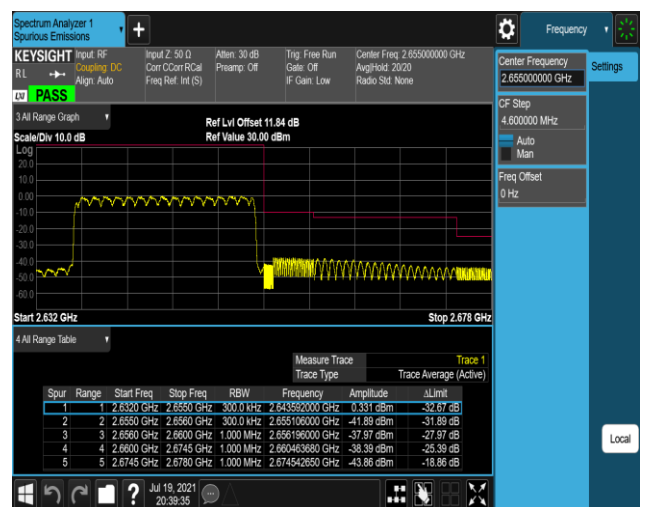 Spectrum Analyzer 1
Spurious Emissions
Frequency
KEYSIGHT
RL
LXI
PASS
Input: RF
Coupling: DC
Align: Auto
Input Z: 50 Ω
Corr CCorr RCal
Freq Ref: Int (S)
Atten: 30 dB
Preamp: Off
Trig: Free Run
Gate: Off
IF Gain: Low
Center Freq: 2.655000000 GHz
Avg|Hold: 20/20
Radio Std: None
Center Frequency
2.655000000 GHz
Settings
CF Step
4.600000 MHz
Auto
Man
Freq Offset
0 Hz
Local
3 All Range Graph
Scale/Div 10.0 dB
Ref Lvl Offset 11.84 dB
Ref Value 30.00 dBm
Log
20.0
10.0
0.00
-10.0
-20.0
-30.0
-40.0
-50.0
-60.0
Start 2.632 GHz
Stop 2.678 GHz
4 All Range Table
Measure Trace Trace 1
Trace Type Trace Average (Active)
Spur Range Start Freq Stop Freq RBW Frequency Amplitude ΔLimit
1 1 2.6320 GHz 2.6550 GHz 300.0 kHz 2.643592000 GHz 0.331 dBm -32.67 dB
2 2 2.6550 GHz 2.6560 GHz 300.0 kHz 2.655106000 GHz -41.89 dBm -31.89 dB
3 3 2.6560 GHz 2.6600 GHz 1.000 MHz 2.656196000 GHz -37.97 dBm -27.97 dB
4 4 2.6600 GHz 2.6745 GHz 1.000 MHz 2.660463680 GHz -38.39 dBm -25.39 dB
5 5 2.6745 GHz 2.6780 GHz 1.000 MHz 2.674542650 GHz -43.86 dBm -18.86 dB
Jul 19, 2021
20:39:35